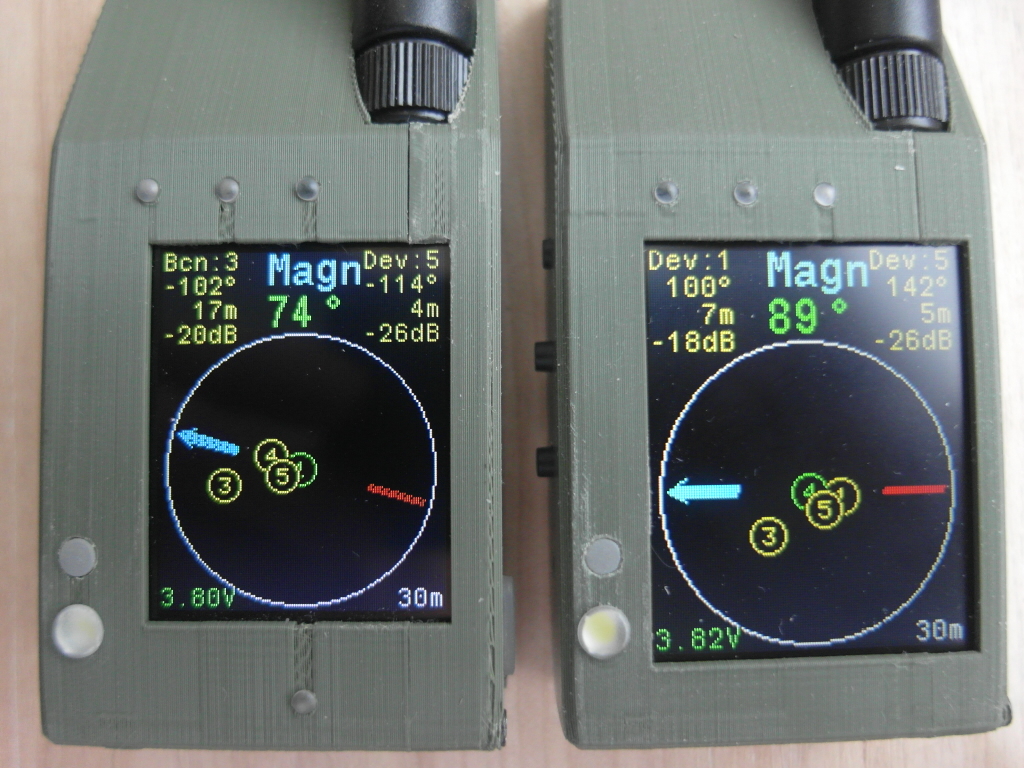 Bcn:3 Magn Dev:5
-102° 74° -114°
17m 4m
-20dB -26dB
4
5
3
3.80V 30m
Dev:1 Magn Dev:5
100° 89° 142°
7m 5m
-18dB -26dB
4
5
3
3.82V 30m